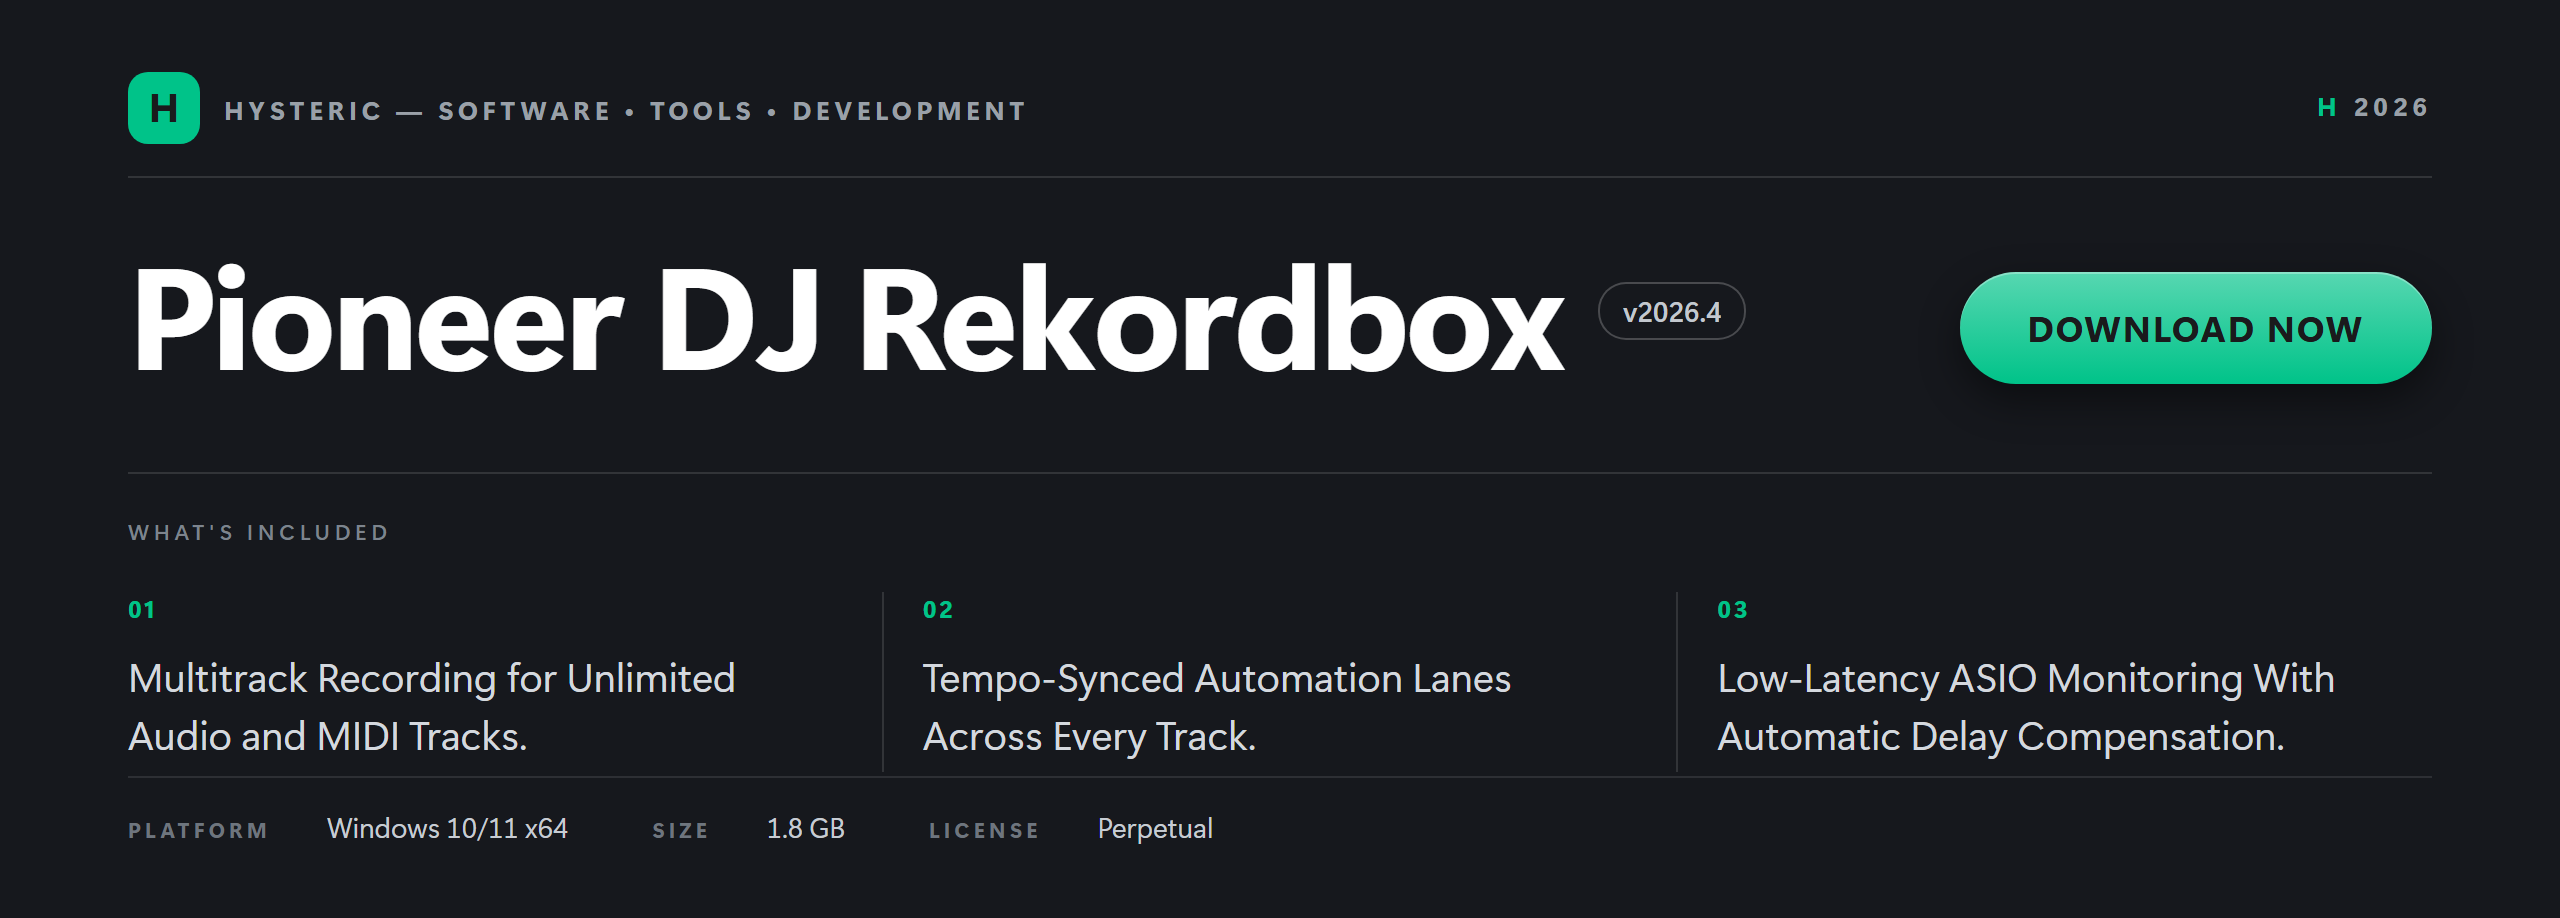 H
HYSTERIC — SOFTWARE • TOOLS • DEVELOPMENT
H 2026
Pioneer DJ Rekordbox
v2026.4
DOWNLOAD NOW
WHAT'S INCLUDED
01
Multitrack Recording for Unlimited
Audio and MIDI Tracks.
02
Tempo-Synced Automation Lanes
Across Every Track.
03
Low-Latency ASIO Monitoring With
Automatic Delay Compensation.
PLATFORM Windows 10/11 x64 SIZE 1.8 GB LICENSE Perpetual